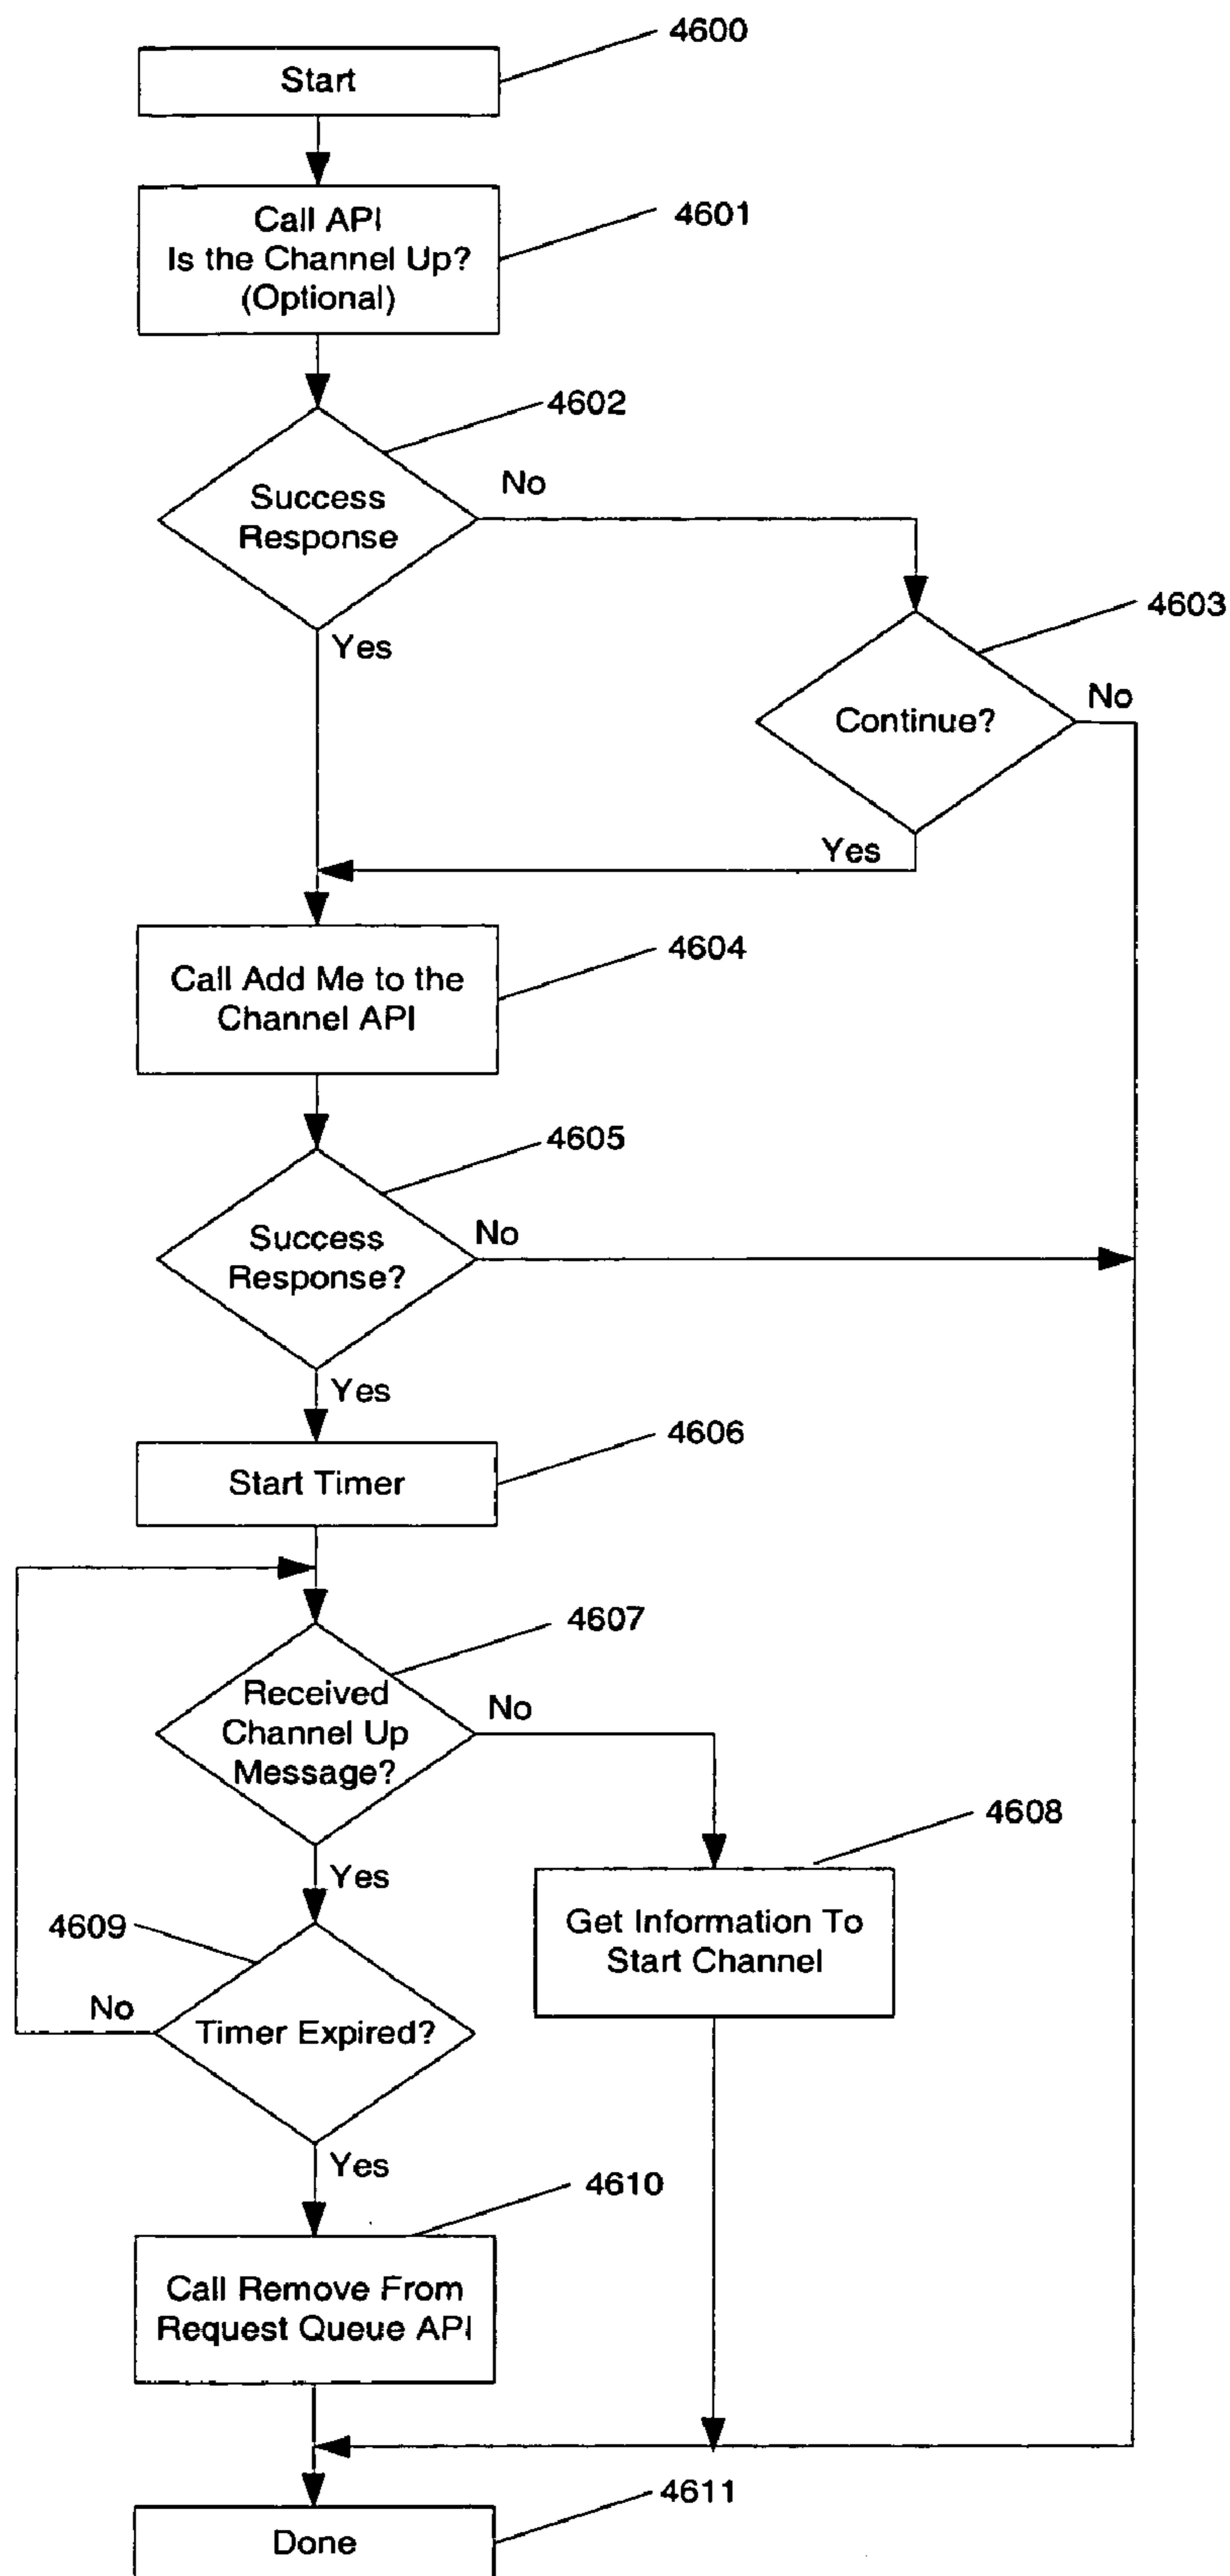 4600
Start
4601
Call API
Is the Channel Up?
(Optional)
4602
Success
Response
No
Yes
4603
Continue?
No
Yes
4604
Call Add Me to the
Channel API
4605
Success
Response?
No
Yes
4606
Start Timer
4607
Received
Channel Up
Message?
No
Yes
4608
Get Information To
Start Channel
4609
Timer Expired?
No
Yes
4610
Call Remove From
Request Queue API
4611
Done